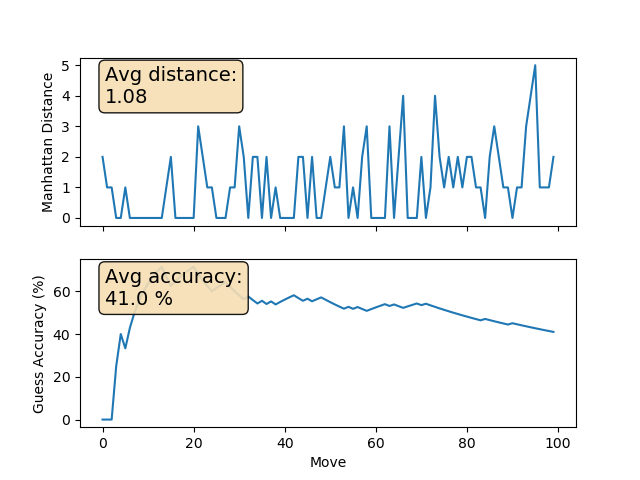 5
4
3
2
1
0
Manhattan Distance
Avg distance:
1.08
60
40
20
0
Guess Accuracy (%)
Avg accuracy:
41.0 %
0 20 40 60 80 100
Move